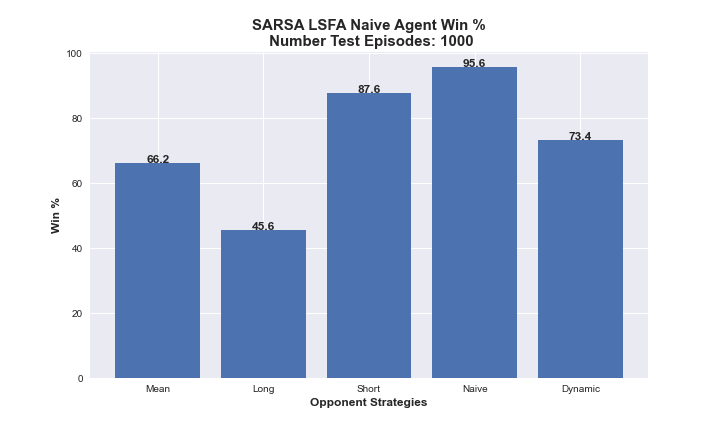 SARSA LSFA Naive Agent Win %
Number Test Episodes: 1000
100
80
60
40
20
0
Win %
66.2
45.6
87.6
95.6
73.4
Mean
Long
Short
Naive
Dynamic
Opponent Strategies